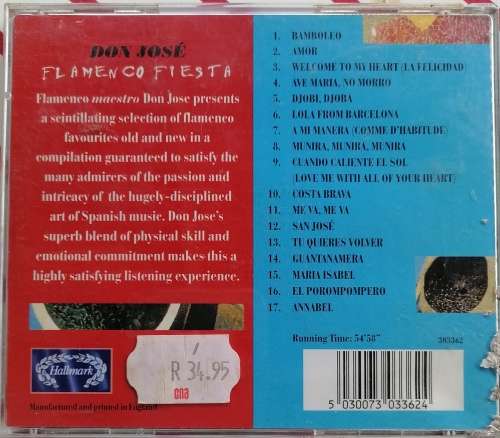 DON JOSÉ
FLAMENCO FIESTA
Flamenco maestro Don Jose presents
a scintillating selection of flamenco
favourites old and new in a
compilation guaranteed to satisfy the
many admirers of the passion and
intricacy of the hugely-disciplined
art of Spanish music. Don Jose's
superb blend of physical skill and
emotional commitment makes this a
highly satisfying listening experience.
Hallmark
R 34.95
cna
Manufactured and printed in England
1. BAMBOLEO
2. AMOR
3. WELCOME TO MY HEART (LA FELICIDAD)
4. AVE MARIA, NO MORRO
5. DJOBI, DJOBA
6. LOLA FROM BARCELONA
7. A MI MANERA (COMME D'HABITUDE)
8. MUNIRA, MUNIRA, MUNIRA
9. CUANDO CALIENTE EL SOL
(LOVE ME WITH ALL OF YOUR HEART)
10. COSTA BRAVA
11. ME VA, ME VA
12. SAN JOSÉ
13. TU QUIERES VOLVER
14. GUANTANAMERA
15. MARIA ISABEL
16. EL POROMPOMPERO
17. ANNABEL
Running Time: 54'58"
383362
5 030073 033624